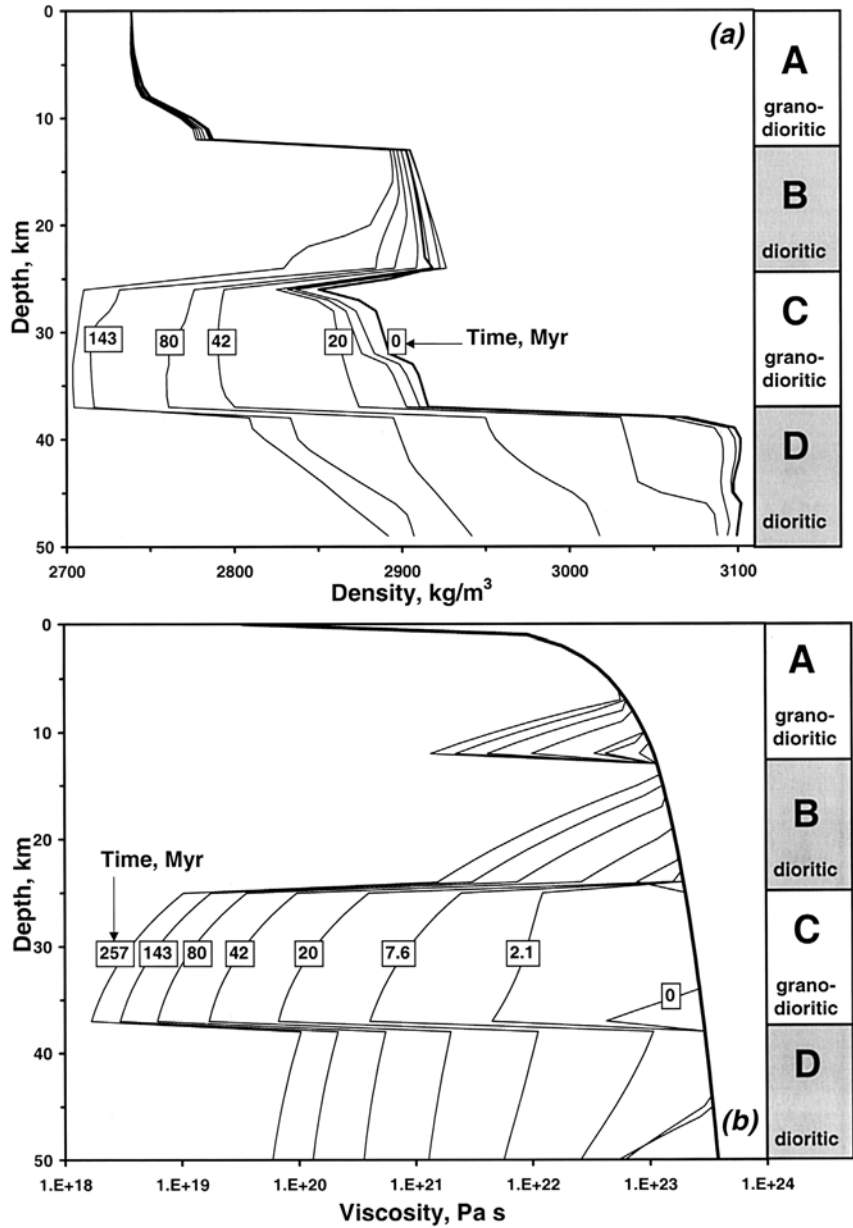 0
(a)
A
grano-
dioritic
10
B
20
dioritic
Depth, km
C
143
80
42
20
0
Time, Myr
30
grano-
dioritic
40
D
dioritic
50
2700
2800
2900
3000
3100
Density, kg/m³
0
A
grano-
dioritic
10
B
20
dioritic
Depth, km
Time, Myr
C
257
143
80
42
20
7.6
2.1
0
30
grano-
dioritic
40
D
(b)
dioritic
50
1.E+18
1.E+19
1.E+20
1.E+21
1.E+22
1.E+23
1.E+24
Viscosity, Pa s